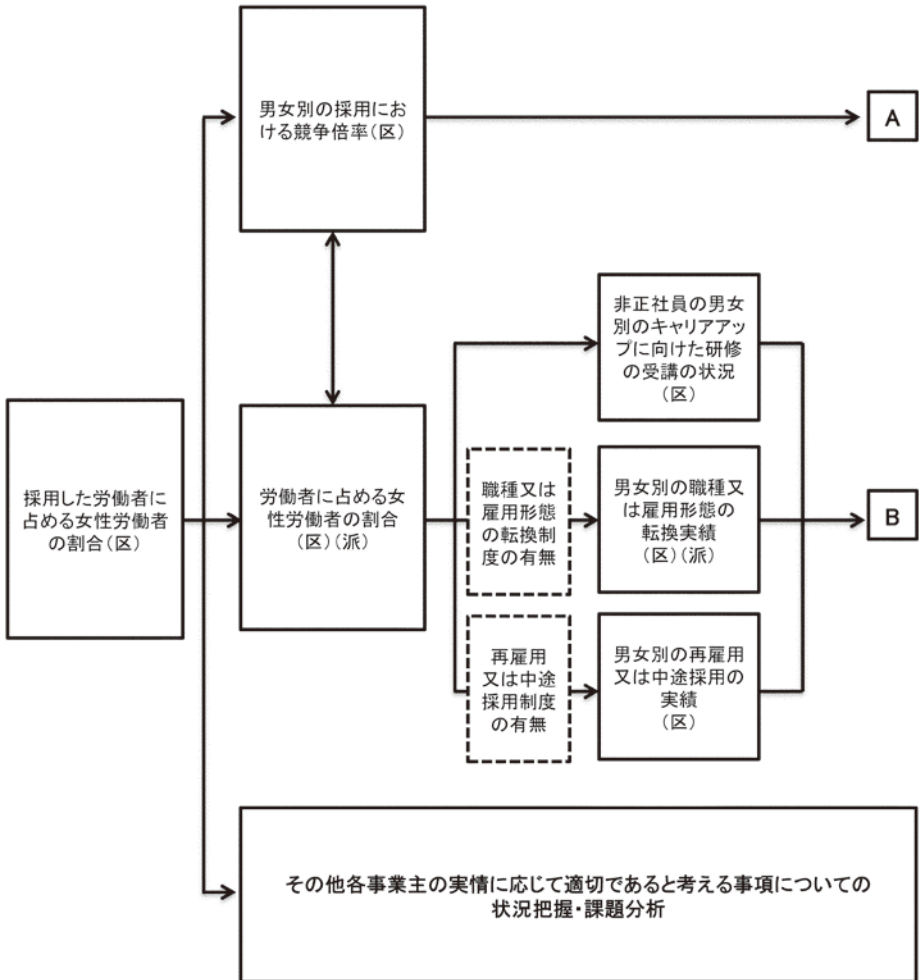 男女別の採用にお
ける競争倍率(区)
A
非正社員の男女
別のキャリアアッ
プに向けた研修
の受講の状況
(区)
採用した労働者に
占める女性労働者
の割合(区)
労働者に占める女
性労働者の割合
(区)(派)
職種又は
雇用形態
の転換制
度の有無
男女別の職種又
は雇用形態の
転換実績
(区)(派)
B
再雇用
又は中途
採用制度
の有無
男女別の再雇用
又は中途採用の
実績
(区)
その他各事業主の実情に応じて適切であると考える事項についての
状況把握・課題分析